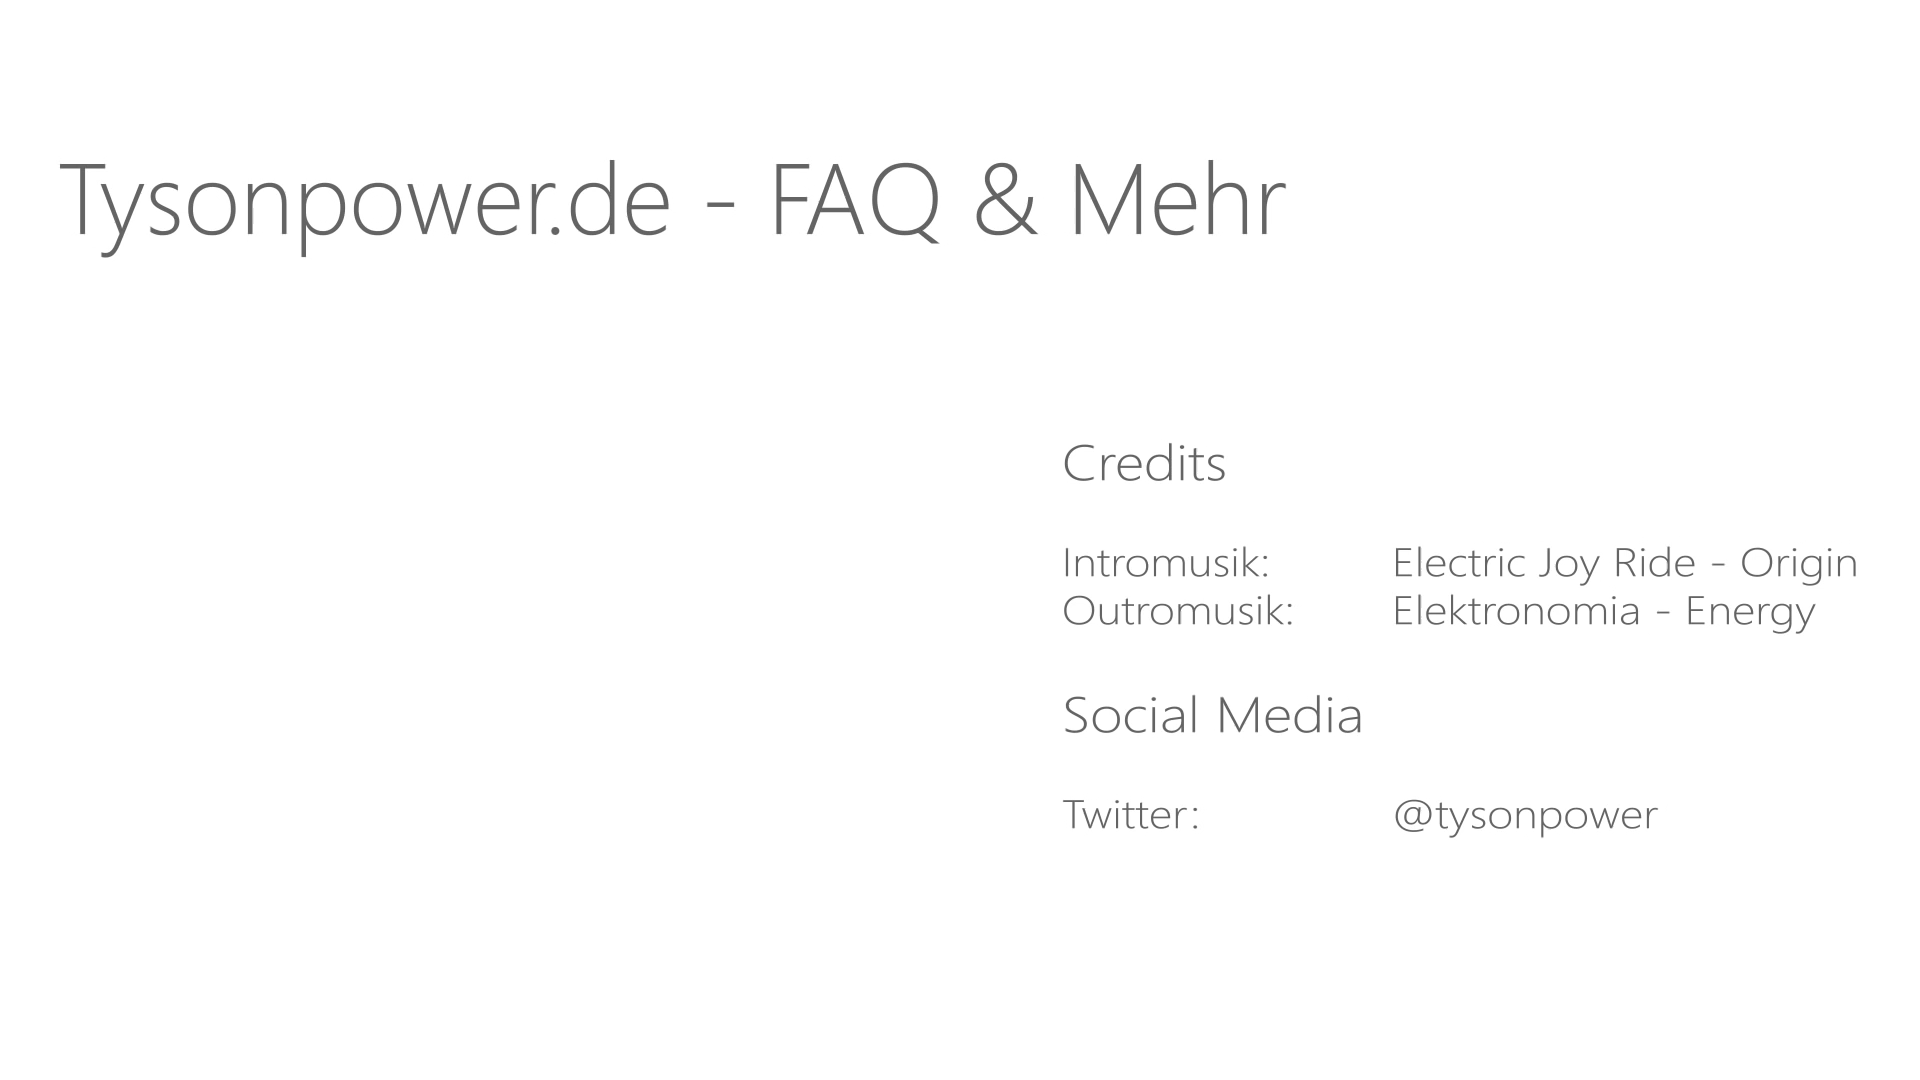 Tysonpower.de - FAQ & Mehr
Credits
Intromusik: Electric Joy Ride - Origin
Outromusik: Elektronomia - Energy
Social Media
Twitter: @tysonpower